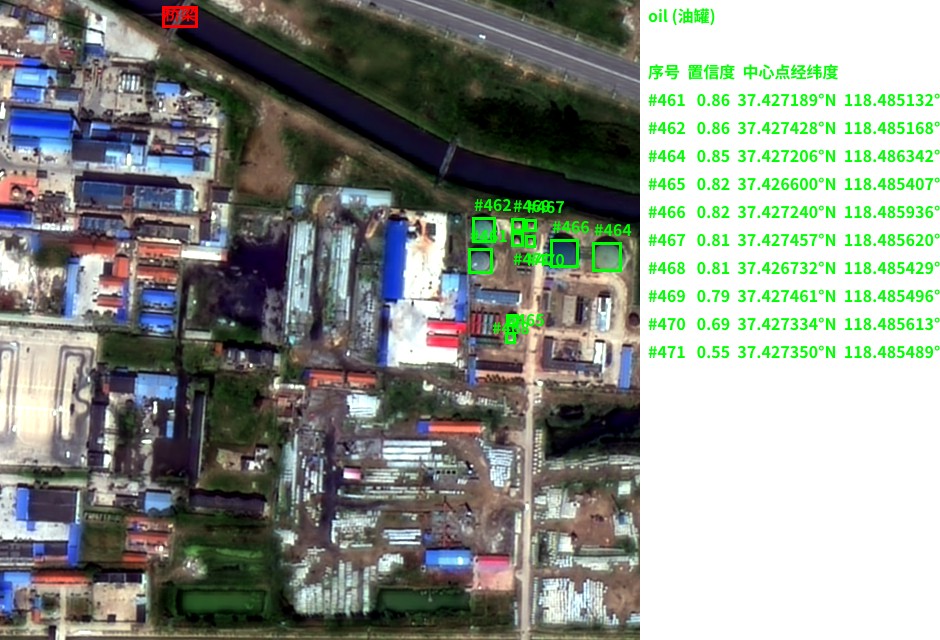 oil (油罐)
序号 置信度 中心点经纬度
#461 0.86 37.427189°N 118.485132°
#462 0.86 37.427428°N 118.485168°
#464 0.85 37.427206°N 118.486342°
#465 0.82 37.426600°N 118.485407°
#466 0.82 37.427240°N 118.485936°
#467 0.81 37.427457°N 118.485620°
#468 0.81 37.426732°N 118.485429°
#469 0.79 37.427461°N 118.485496°
#470 0.69 37.427334°N 118.485613°
#471 0.55 37.427350°N 118.485489°
#462
#466
#464